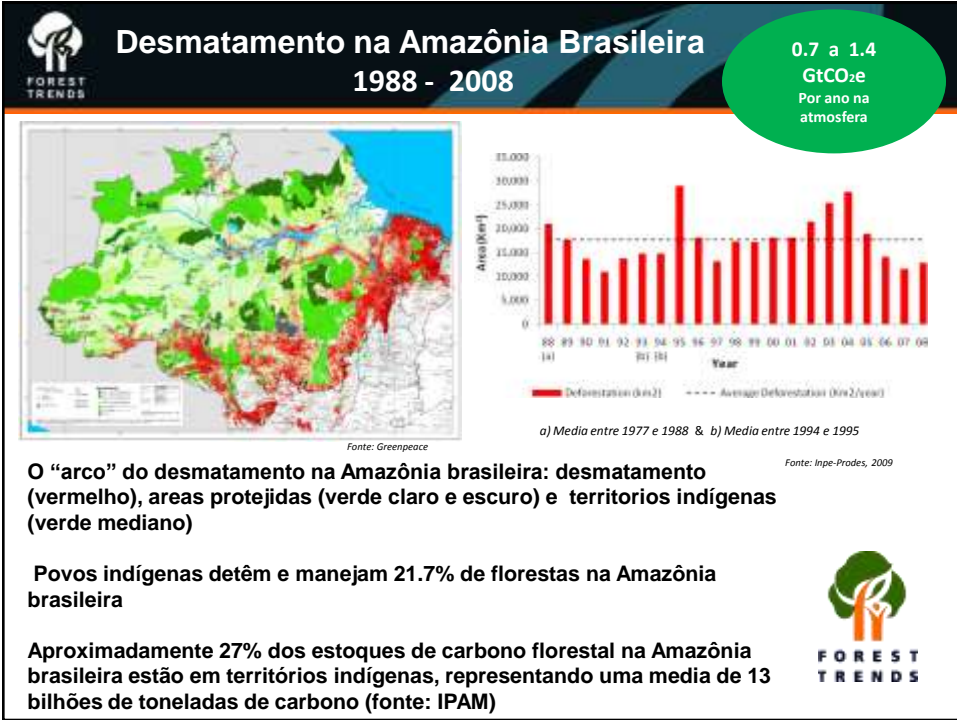 FOREST
TRENDS
Desmatamento na Amazônia Brasileira
1988 - 2008
0.7 a 1.4
GtCO₂e
Por ano na
atmosfera
35,000
30,000
25,000
20,000
15,000
10,000
5,000
0
Area (Km²)
88 89 90 91 92 93 94 95 96 97 98 99 00 01 02 03 04 05 06 07 08
(a) (b) (b)
Year
Deforestation (km2) Average Deforestation (Km2/year)
a) Media entre 1977 e 1988 & b) Media entre 1994 e 1995
Fonte: Greenpeace
Fonte: Inpe-Prodes, 2009
O “arco” do desmatamento na Amazônia brasileira: desmatamento
(vermelho), areas protejidas (verde claro e escuro) e territorios indígenas
(verde mediano)
Povos indígenas detêm e manejam 21.7% de florestas na Amazônia
brasileira
Aproximadamente 27% dos estoques de carbono florestal na Amazônia
brasileira estão em territórios indígenas, representando uma media de 13
bilhões de toneladas de carbono (fonte: IPAM)
FOREST
TRENDS